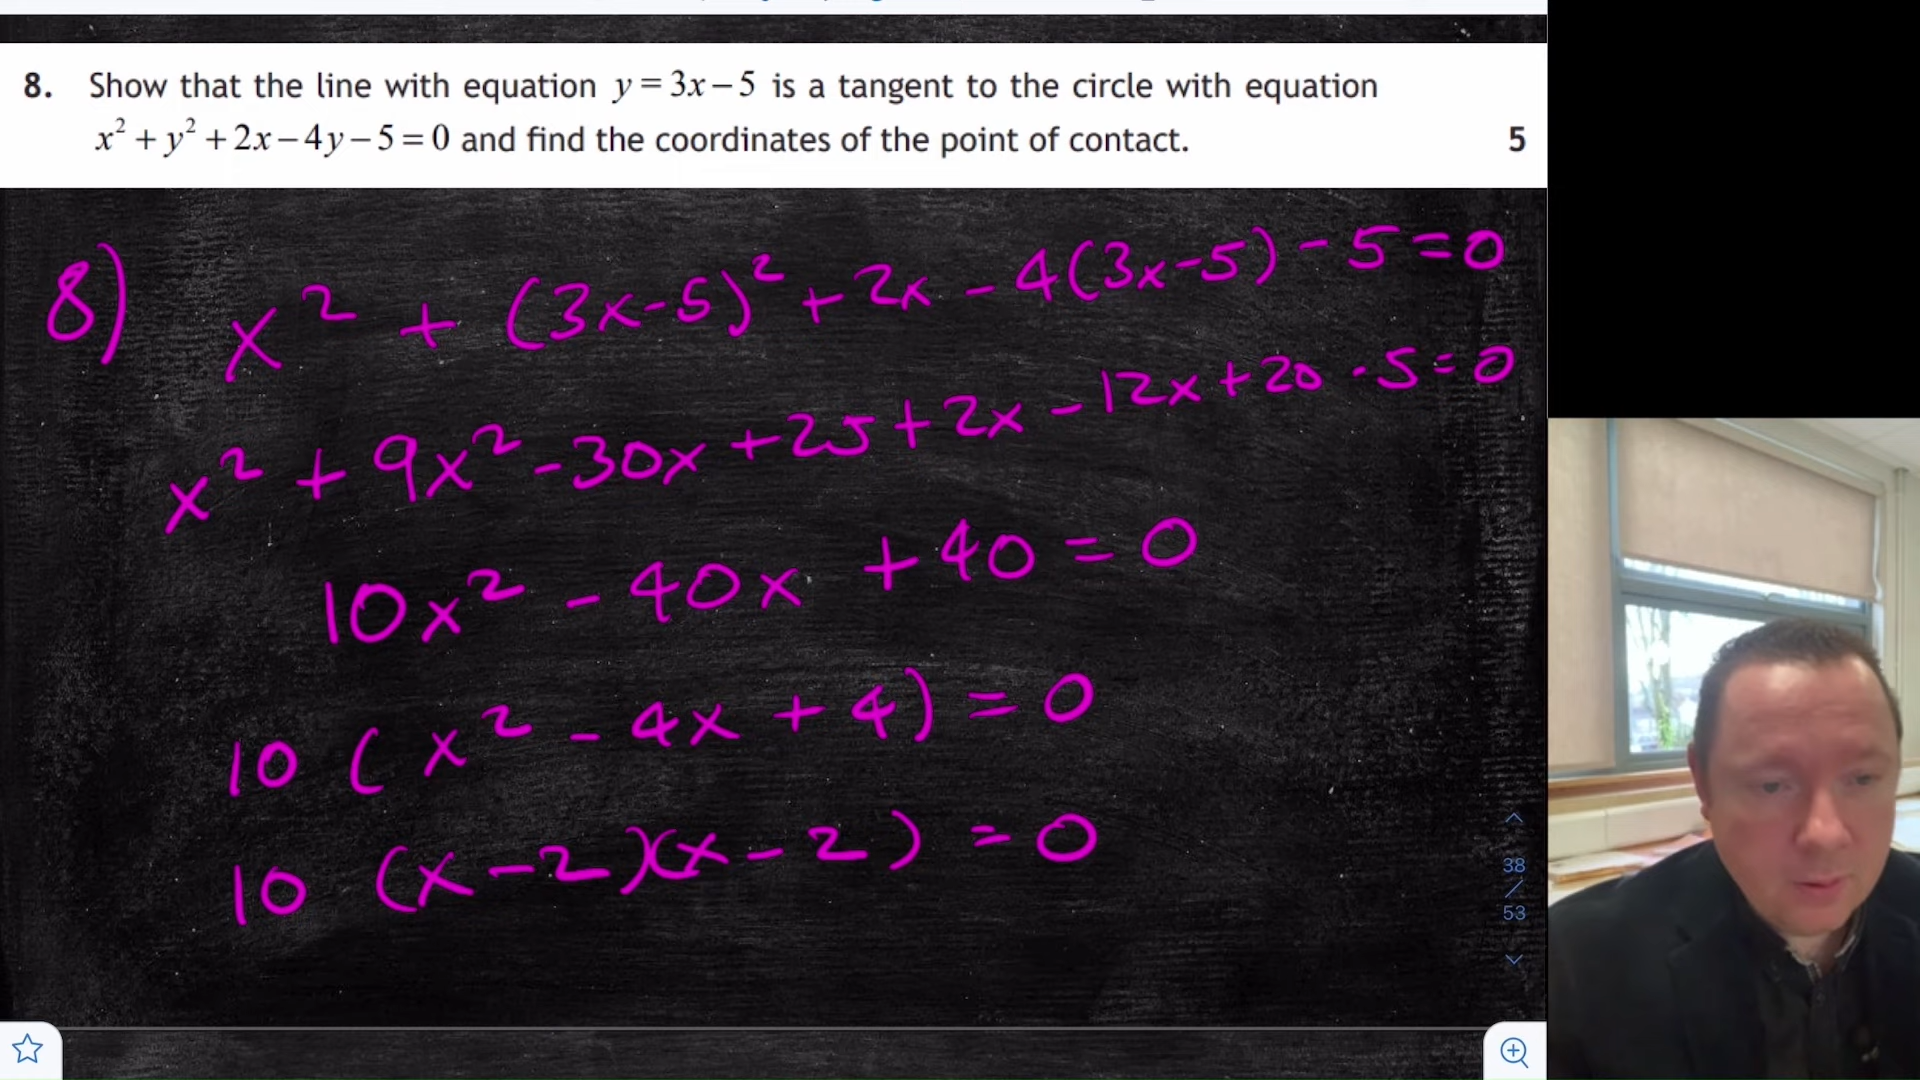 8. Show that the line with equation y = 3x − 5 is a tangent to the circle with equation
x² + y² + 2x − 4y − 5 = 0 and find the coordinates of the point of contact. 5
8) x² + (3x-5)² + 2x - 4(3x-5) - 5 = 0
x² + 9x² - 30x + 25 + 2x - 12x + 20 - 5 = 0
10x² - 40x + 40 = 0
10 (x² - 4x + 4) = 0
10 (x - 2)(x - 2) = 0
38
/
53